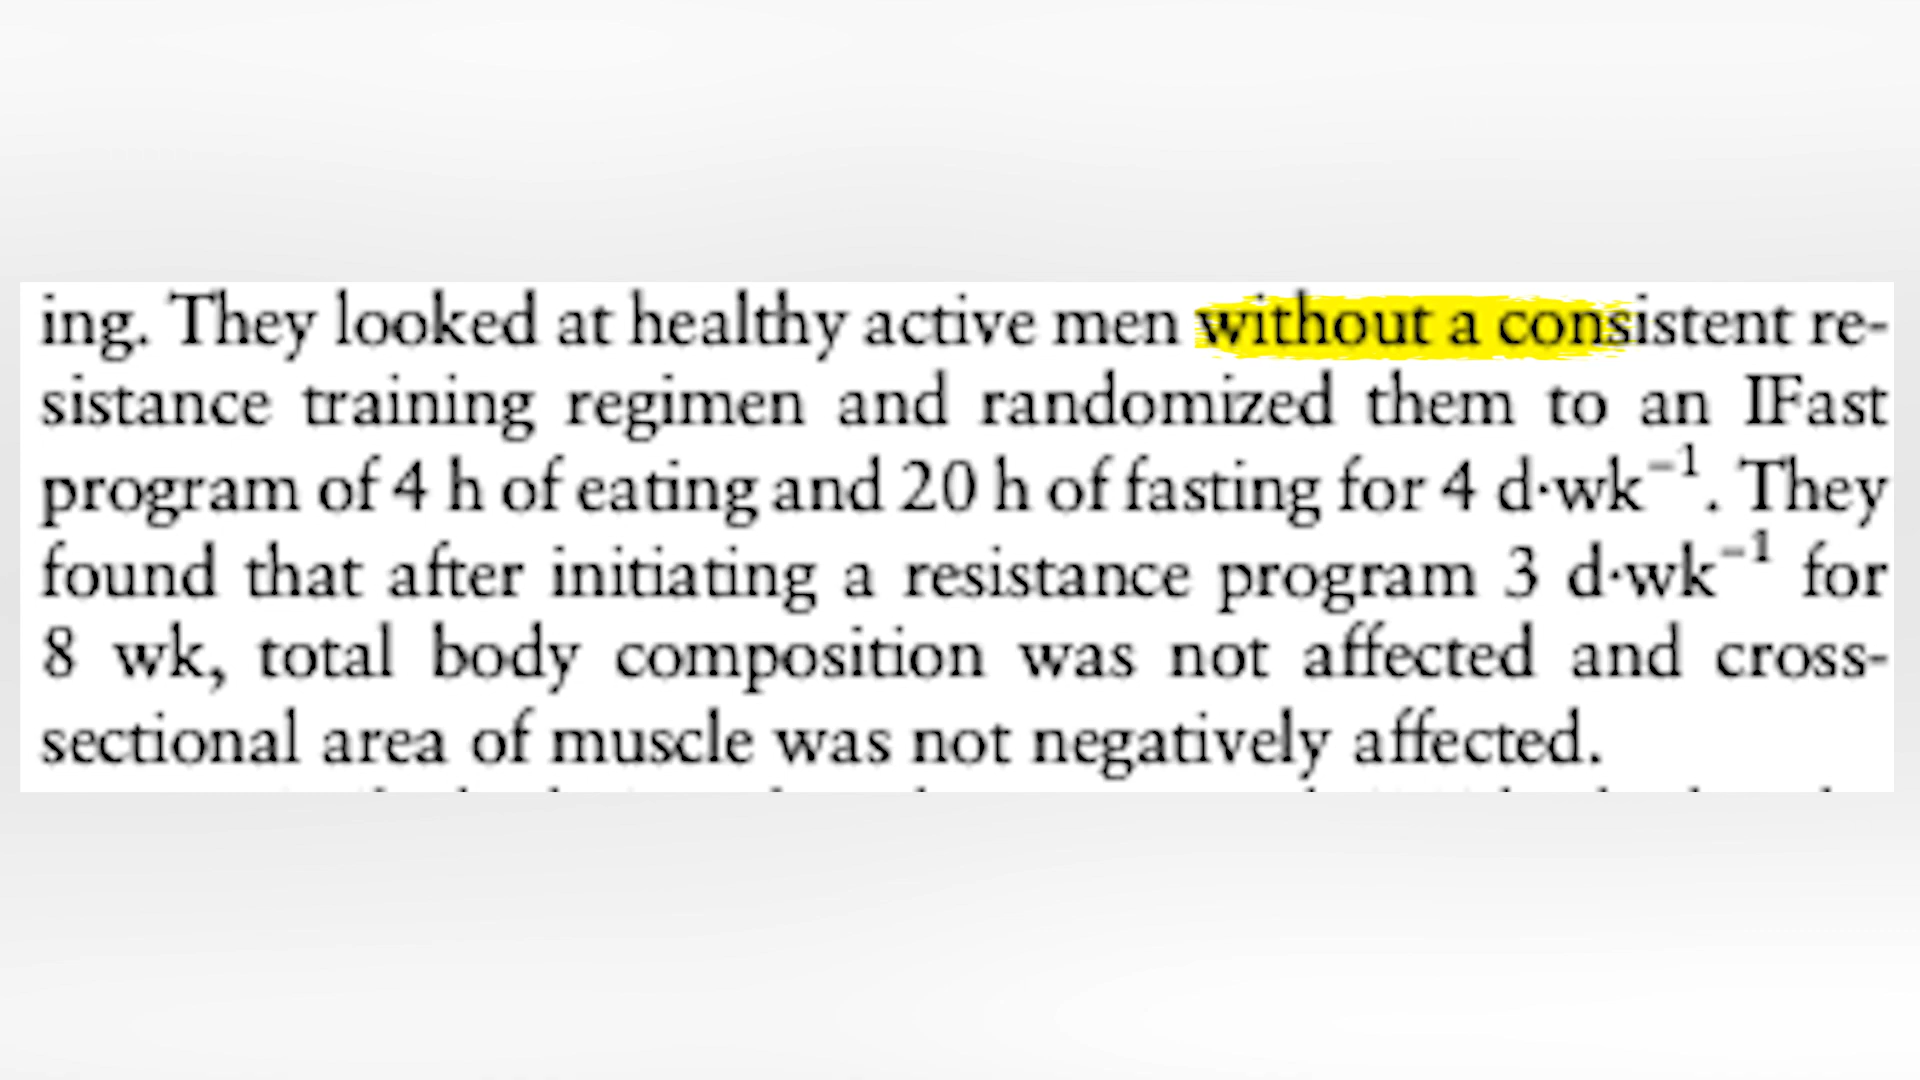 ing. They looked at healthy active men without a consistent re-
sistance training regimen and randomized them to an IFast
program of 4 h of eating and 20 h of fasting for 4 d·wk⁻¹. They
found that after initiating a resistance program 3 d·wk⁻¹ for
8 wk, total body composition was not affected and cross-
sectional area of muscle was not negatively affected.